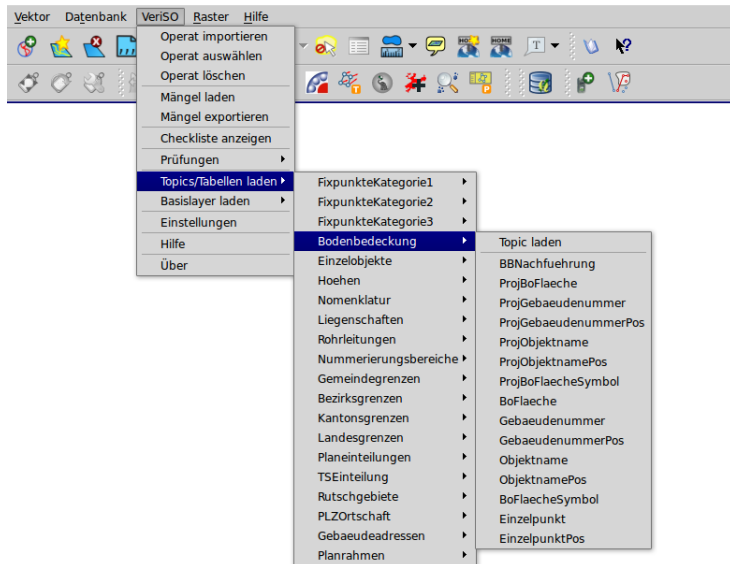 Vektor Datenbank VeriSO Raster Hilfe
Operat importieren
Operat auswählen
Operat löschen
Mängel laden
Mängel exportieren
Checkliste anzeigen
Prüfungen
Topics/Tabellen laden
Basislayer laden
Einstellungen
Hilfe
Über
FixpunkteKategorie1
FixpunkteKategorie2
FixpunkteKategorie3
Bodenbedeckung
Einzelobjekte
Hoehen
Nomenklatur
Liegenschaften
Rohrleitungen
Nummerierungsbereiche
Gemeindegrenzen
Bezirksgrenzen
Kantonsgrenzen
Landesgrenzen
Planeinteilungen
TSEinteilung
Rutschgebiete
PLZOrtschaft
Gebaeudeadressen
Planrahmen
Topic laden
BBNachfuehrung
ProjBoFlaeche
ProjGebaeudenummer
ProjGebaeudenummerPos
ProjObjektname
ProjObjektnamePos
ProjBoFlaecheSymbol
BoFlaeche
Gebaeudenummer
GebaeudenummerPos
Objektname
ObjektnamePos
BoFlaecheSymbol
Einzelpunkt
EinzelpunktPos